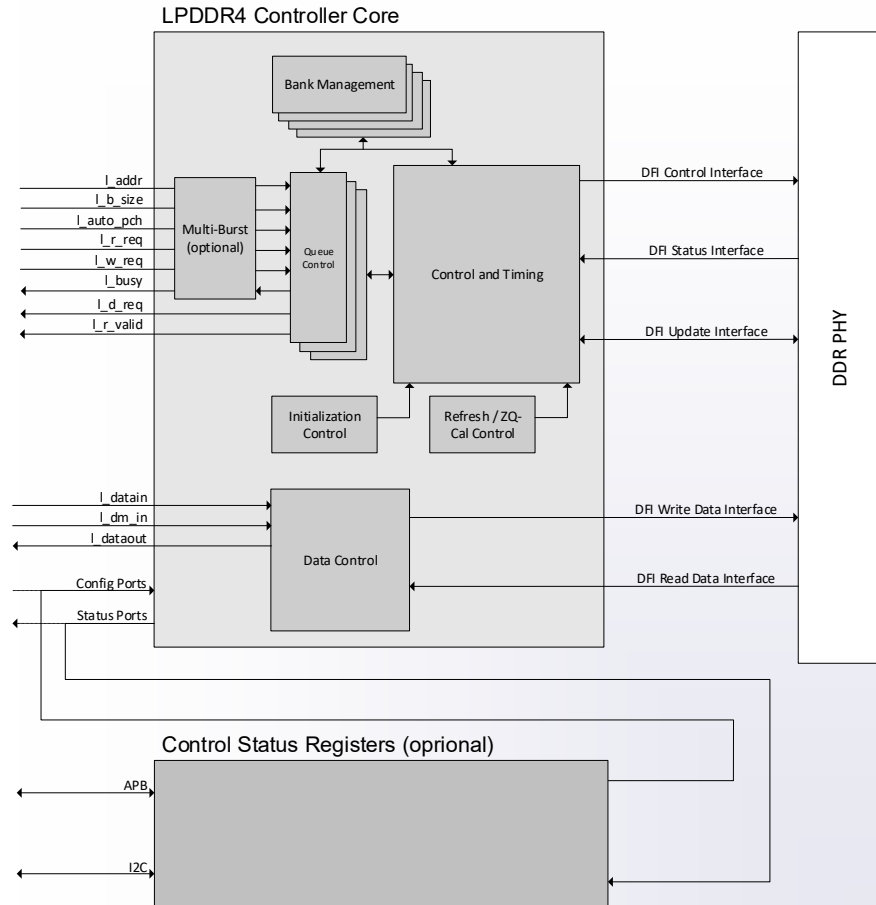 LPDDR4 Controller Core
Bank Management
l_addr
l_b_size
l_auto_pch
l_r_req
l_w_req
l_busy
l_d_req
l_r_valid
Multi-Burst
(optional)
Queue
Control
Control and Timing
DFI Control Interface
DFI Status Interface
DFI Update Interface
DDR PHY
Initialization
Control
Refresh / ZQ-
Cal Control
l_datain
l_dm_in
l_dataout
Data Control
DFI Write Data Interface
DFI Read Data Interface
Config Ports
Status Ports
Control Status Registers (oprional)
APB
I2C